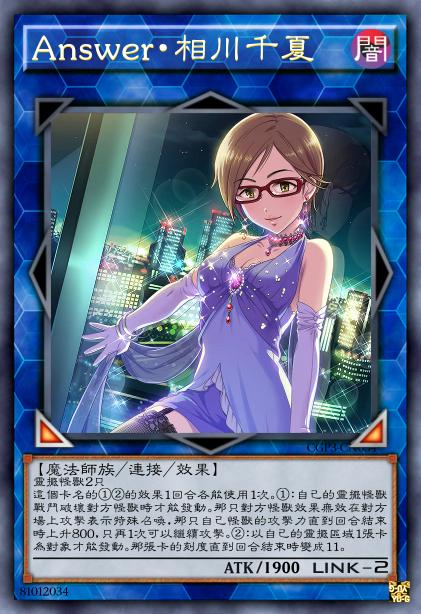 Answer・相川千夏
闇
【魔法師族/連接/效果】
靈擺怪獸2只
這個卡名的①②的效果1回合各能使用1次。①:自己的靈擺怪獸
戰鬥破壞對方怪獸時才能發動。那只對方怪獸效果無效在對方
場上攻擊表示特殊召喚,那只自己怪獸的攻擊力直到回合結束
時上升800,只再1次可以繼續攻擊。②:以自己的靈擺區域1張卡
為對象才能發動。那張卡的刻度直到回合結束時變成11。
ATK/1900 LINK-2
81012034